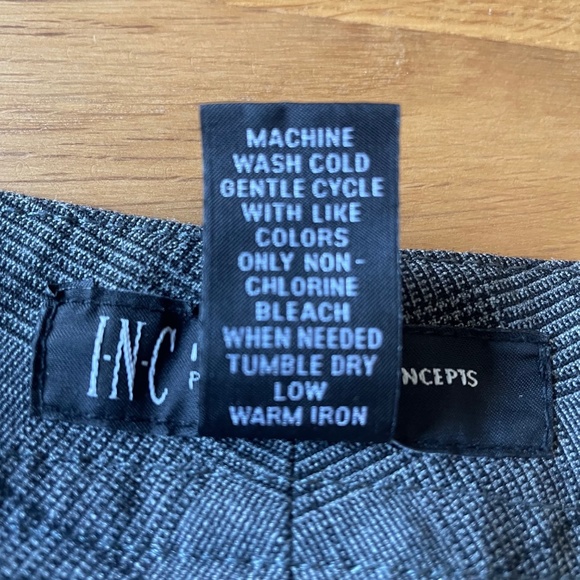 MACHINE
WASH COLD
GENTLE CYCLE
WITH LIKE
COLORS
ONLY NON-
CHLORINE
BLEACH
WHEN NEEDED
TUMBLE DRY
LOW
WARM IRON
I·N·C
NCEPTS